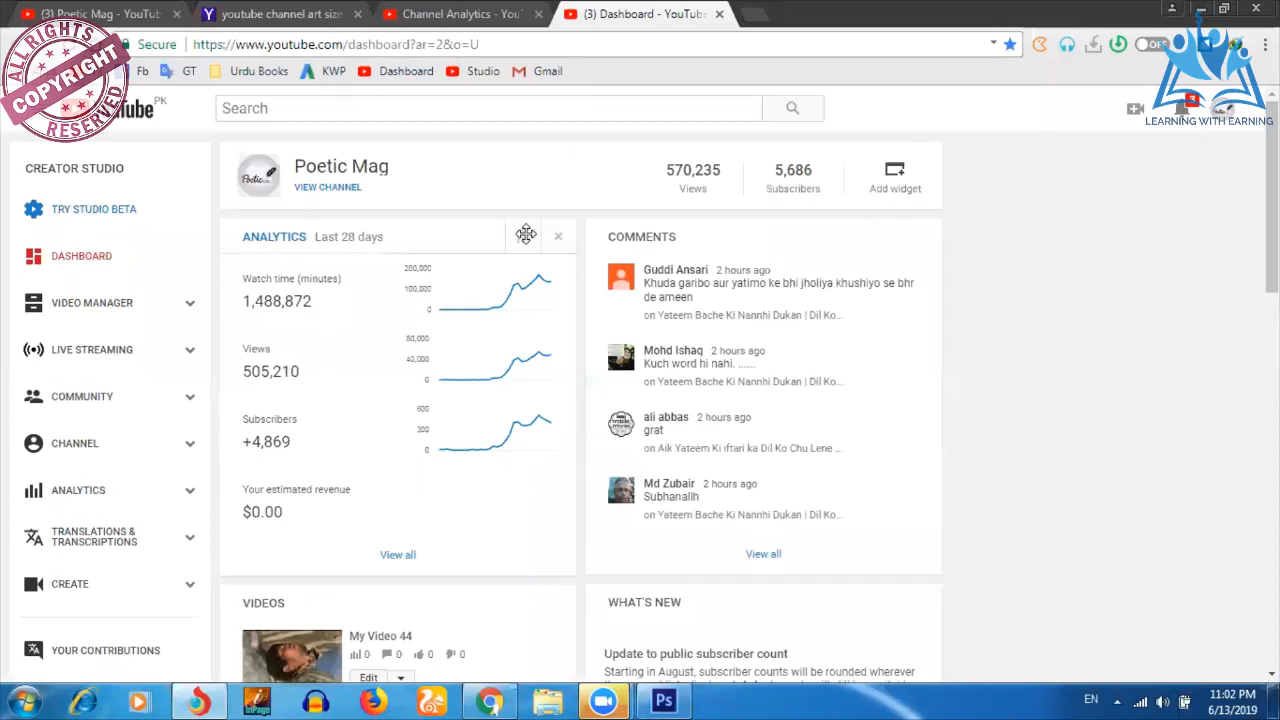 (3) Poetic Mag - YouTub
youtube channel art size
Channel Analytics - You
(3) Dashboard - YouTub
Secure
https://www.youtube.com/dashboard?ar=2&o=U
Fb
GT
Urdu Books
KWP
Dashboard
Studio
Gmail
ALL RIGHTS
COPYRIGHT
RESERVED
PK
Search
LEARNING WITH EARNING
CREATOR STUDIO
TRY STUDIO BETA
DASHBOARD
VIDEO MANAGER
LIVE STREAMING
COMMUNITY
CHANNEL
ANALYTICS
TRANSLATIONS &
TRANSCRIPTIONS
CREATE
YOUR CONTRIBUTIONS
Poetic Mag
VIEW CHANNEL
570,235
Views
5,686
Subscribers
Add widget
ANALYTICS Last 28 days
Watch time (minutes)
1,488,872
200,000
100,000
0
Views
505,210
80,000
40,000
0
Subscribers
+4,869
600
300
0
Your estimated revenue
$0.00
View all
COMMENTS
Guddi Ansari 2 hours ago
Khuda garibo aur yatimo ke bhi jholiya khushiyo se bhr
de ameen
on Yateem Bache Ki Nannhi Dukan | Dil Ko...
Mohd Ishaq 2 hours ago
Kuch word hi nahi. ......
on Yateem Bache Ki Nannhi Dukan | Dil Ko...
ali abbas 2 hours ago
grat
on Aik Yateem Ki iftari ka Dil Ko Chu Lene ...
Md Zubair 2 hours ago
Subhanallh
on Yateem Bache Ki Nannhi Dukan | Dil Ko...
View all
VIDEOS
My Video 44
0 0 0 0
Edit
WHAT'S NEW
Update to public subscriber count
Starting in August, subscriber counts will be rounded wherever
EN
11:02 PM
6/13/2019